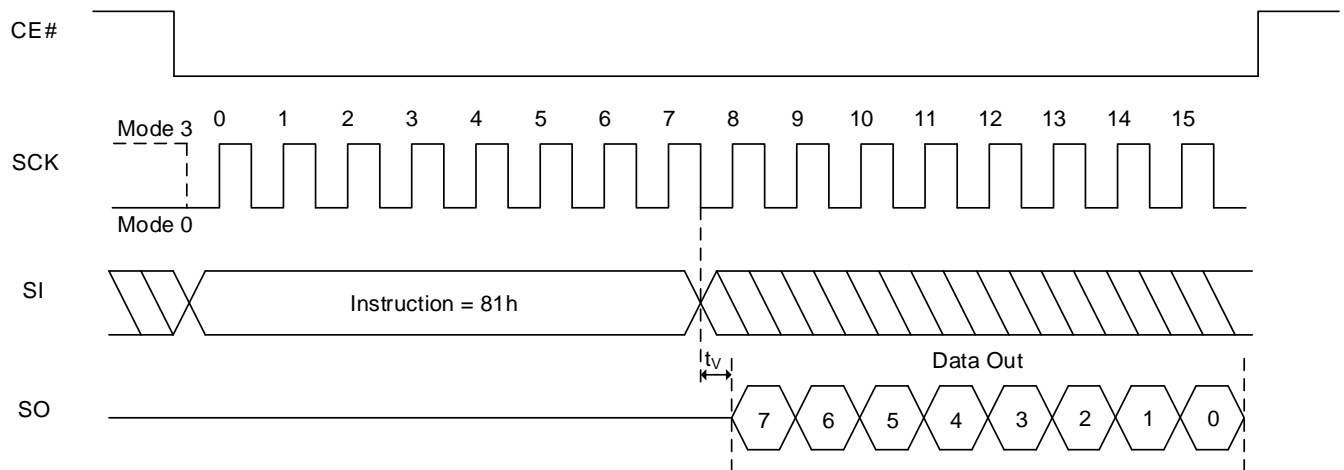 CE#
Mode 3
0 1 2 3 4 5 6 7 8 9 10 11 12 13 14 15
SCK
Mode 0
SI
Instruction = 81h
tV
Data Out
SO
7 6 5 4 3 2 1 0